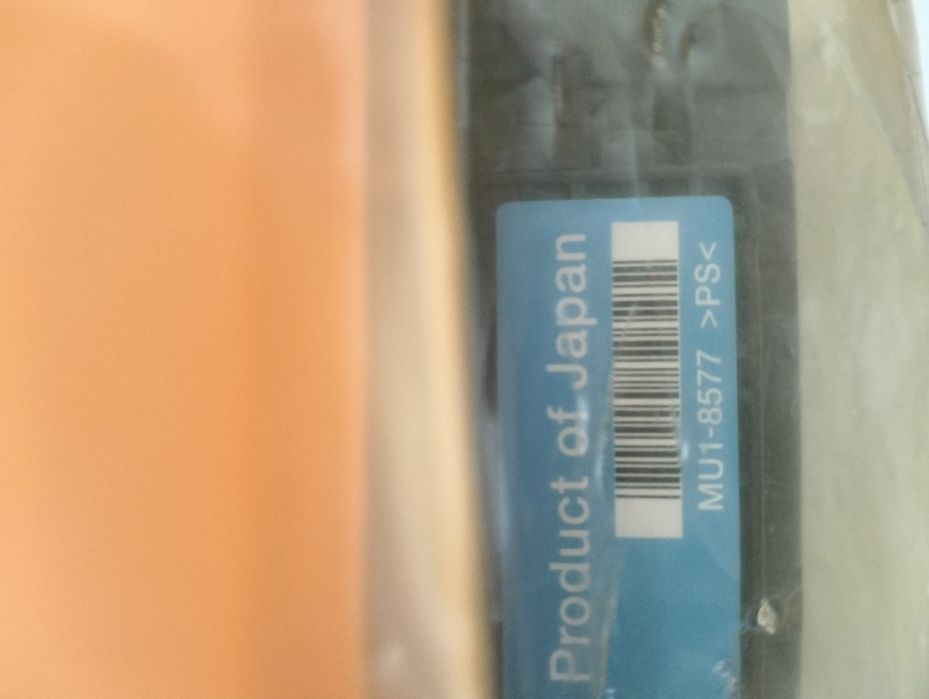 Product of Japan
MU1-8577 >PS<